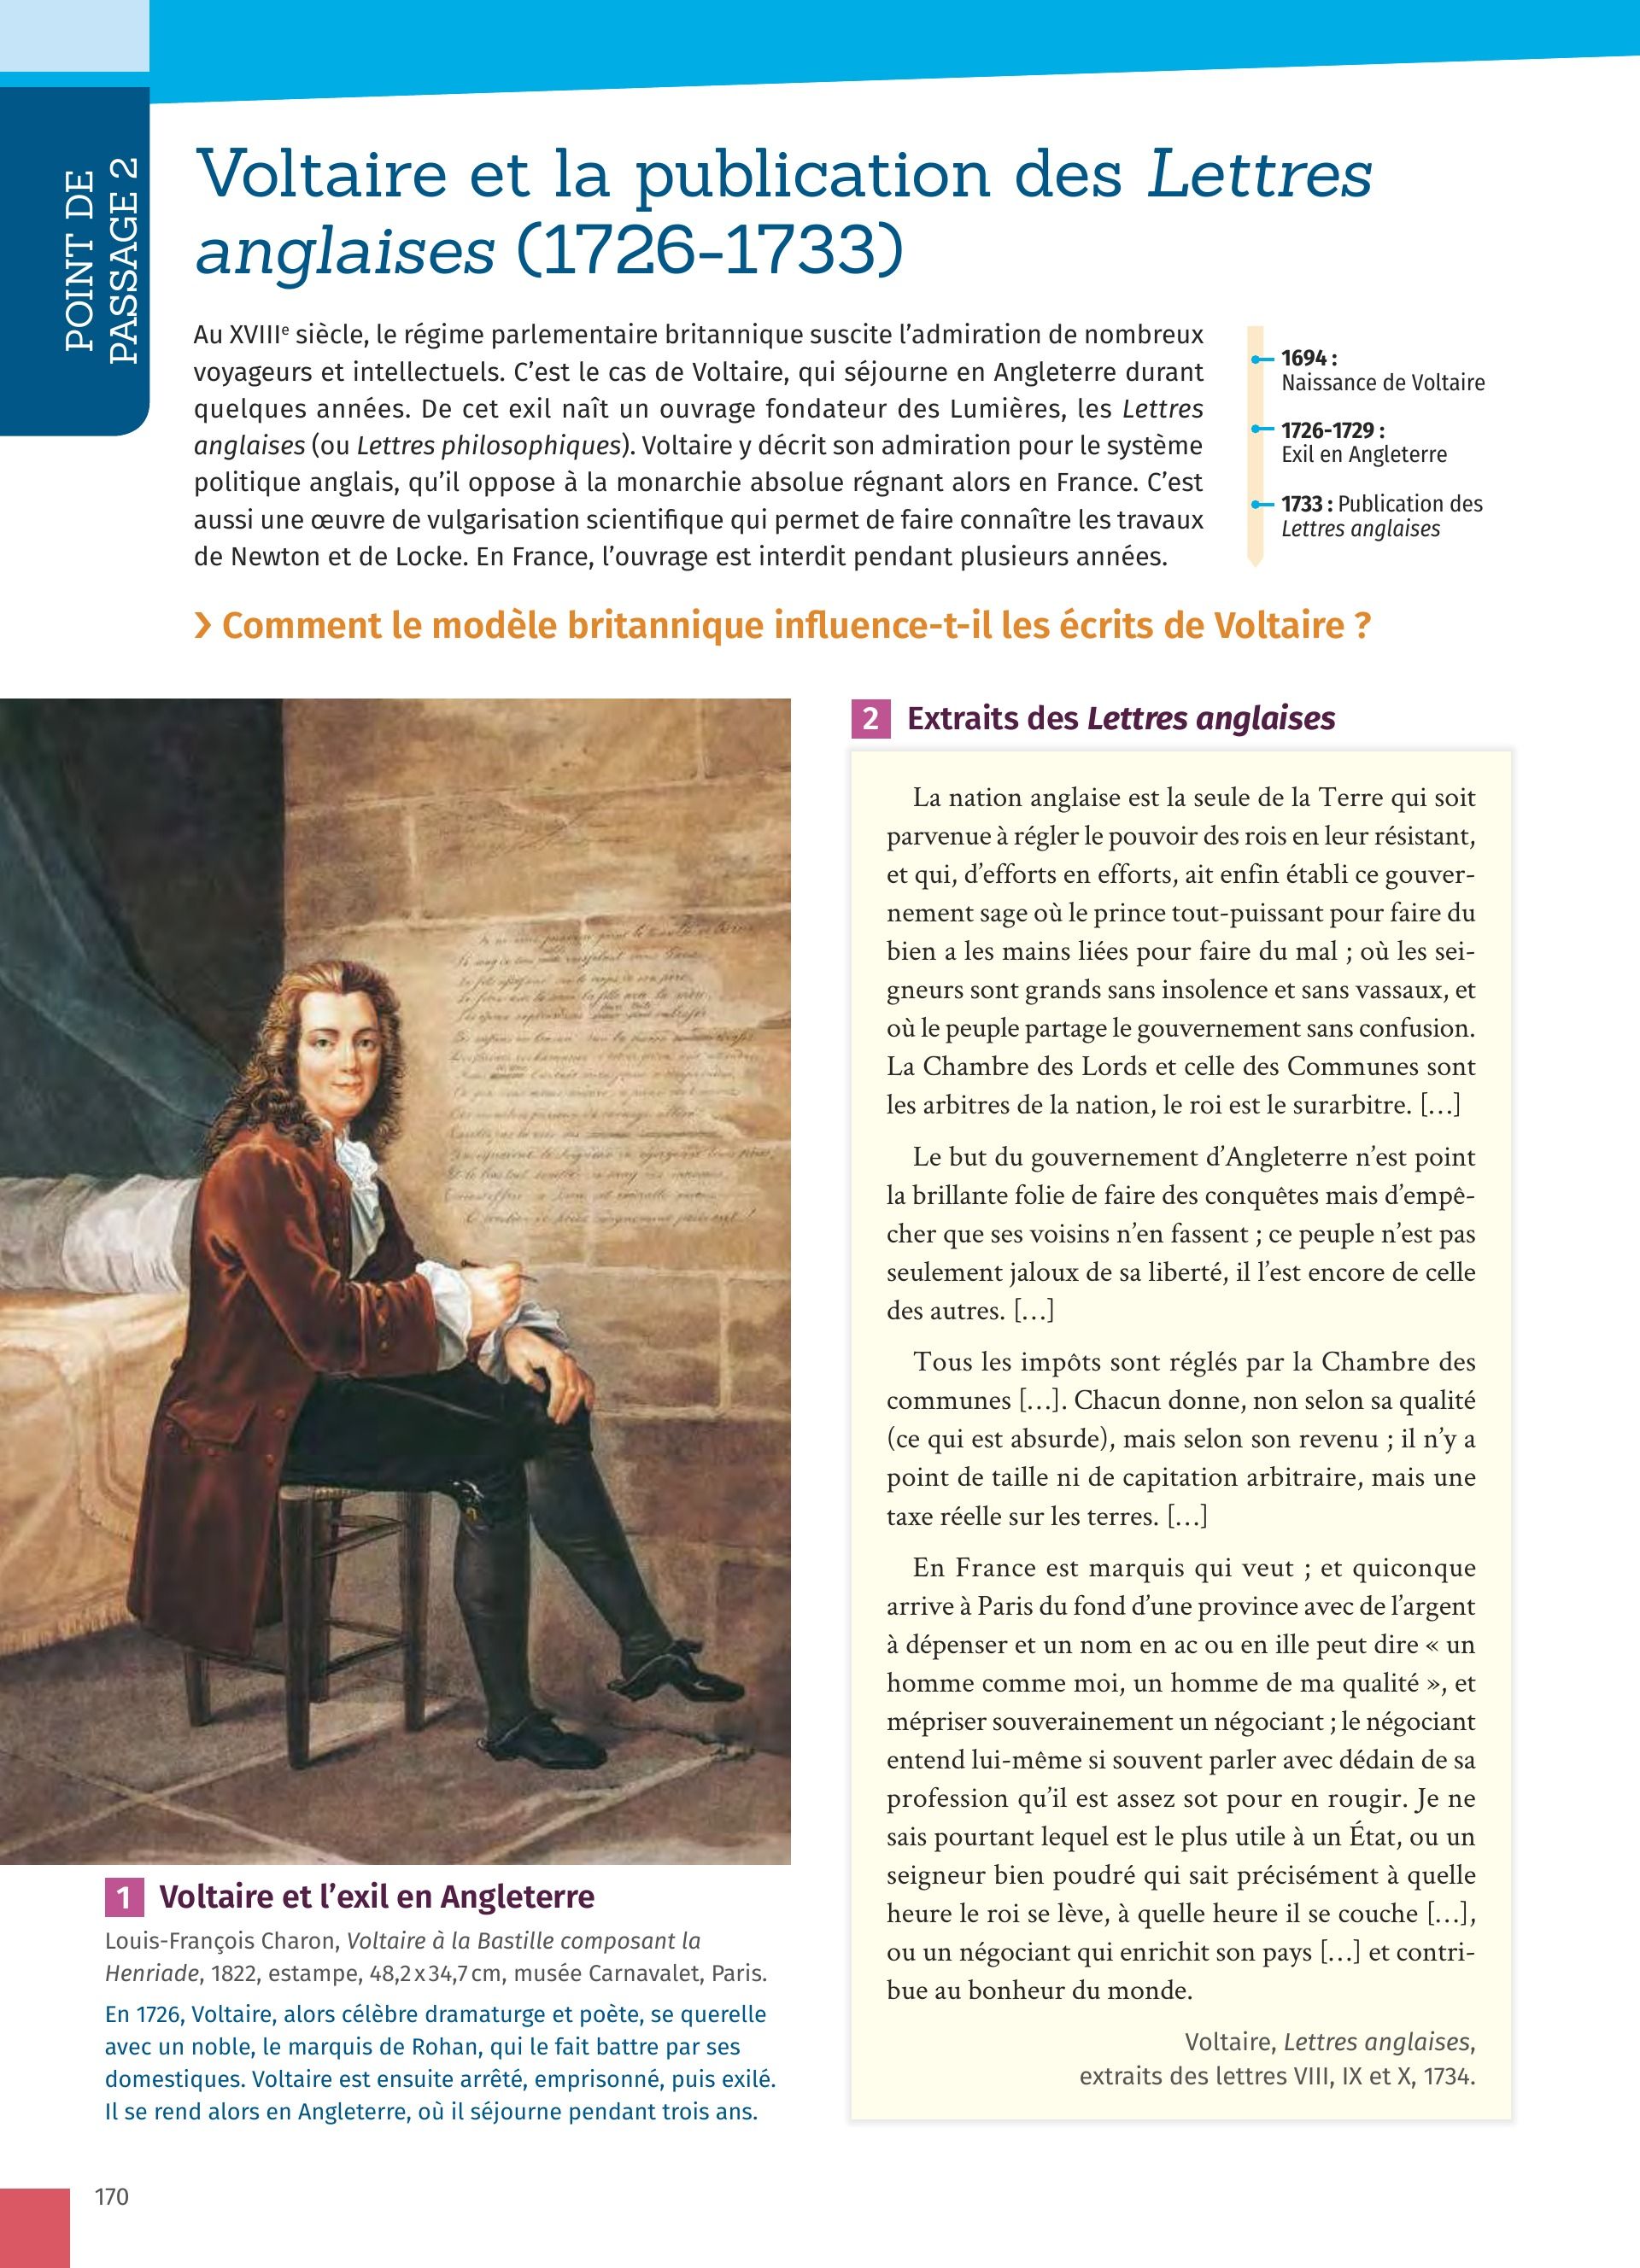 POINT DE
PASSAGE 2
Voltaire et la publication des Lettres
anglaises (1726-1733)
Au XVIIIe siècle, le régime parlementaire britannique suscite l’admiration de nombreux
voyageurs et intellectuels. C’est le cas de Voltaire, qui séjourne en Angleterre durant
quelques années. De cet exil naît un ouvrage fondateur des Lumières, les Lettres
anglaises (ou Lettres philosophiques). Voltaire y décrit son admiration pour le système
politique anglais, qu’il oppose à la monarchie absolue régnant alors en France. C’est
aussi une œuvre de vulgarisation scientifique qui permet de faire connaître les travaux
de Newton et de Locke. En France, l’ouvrage est interdit pendant plusieurs années.
1694 :
Naissance de Voltaire
1726-1729 :
Exil en Angleterre
1733 : Publication des
Lettres anglaises
› Comment le modèle britannique influence-t-il les écrits de Voltaire ?
1 Voltaire et l’exil en Angleterre
Louis-François Charon, Voltaire à la Bastille composant la
Henriade, 1822, estampe, 48,2 x 34,7 cm, musée Carnavalet, Paris.
En 1726, Voltaire, alors célèbre dramaturge et poète, se querelle
avec un noble, le marquis de Rohan, qui le fait battre par ses
domestiques. Voltaire est ensuite arrêté, emprisonné, puis exilé.
Il se rend alors en Angleterre, où il séjourne pendant trois ans.
2 Extraits des Lettres anglaises
La nation anglaise est la seule de la Terre qui soit
parvenue à régler le pouvoir des rois en leur résistant,
et qui, d’efforts en efforts, ait enfin établi ce gouver-
nement sage où le prince tout-puissant pour faire du
bien a les mains liées pour faire du mal ; où les sei-
gneurs sont grands sans insolence et sans vassaux, et
où le peuple partage le gouvernement sans confusion.
La Chambre des Lords et celle des Communes sont
les arbitres de la nation, le roi est le surarbitre. […]
Le but du gouvernement d’Angleterre n’est point
la brillante folie de faire des conquêtes mais d’empê-
cher que ses voisins n’en fassent ; ce peuple n’est pas
seulement jaloux de sa liberté, il l’est encore de celle
des autres. […]
Tous les impôts sont réglés par la Chambre des
communes […]. Chacun donne, non selon sa qualité
(ce qui est absurde), mais selon son revenu ; il n’y a
point de taille ni de capitation arbitraire, mais une
taxe réelle sur les terres. […]
En France est marquis qui veut ; et quiconque
arrive à Paris du fond d’une province avec de l’argent
à dépenser et un nom en ac ou en ille peut dire « un
homme comme moi, un homme de ma qualité », et
mépriser souverainement un négociant ; le négociant
entend lui-même si souvent parler avec dédain de sa
profession qu’il est assez sot pour en rougir. Je ne
sais pourtant lequel est le plus utile à un État, ou un
seigneur bien poudré qui sait précisément à quelle
heure le roi se lève, à quelle heure il se couche […],
ou un négociant qui enrichit son pays […] et contri-
bue au bonheur du monde.
Voltaire, Lettres anglaises,
extraits des lettres VIII, IX et X, 1734.
170